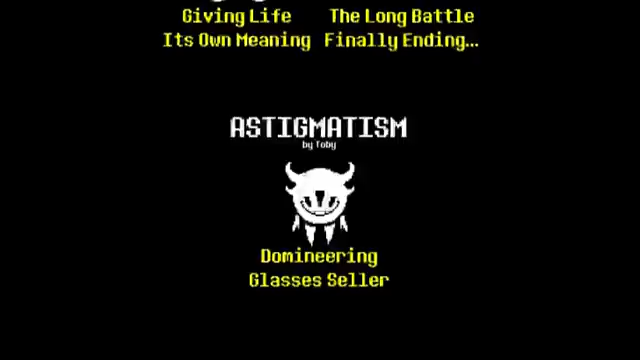 Giving Life The Long Battle
Its Own Meaning Finally Ending...
ASTIGMATISM
by Toby
Domineering
Glasses Seller